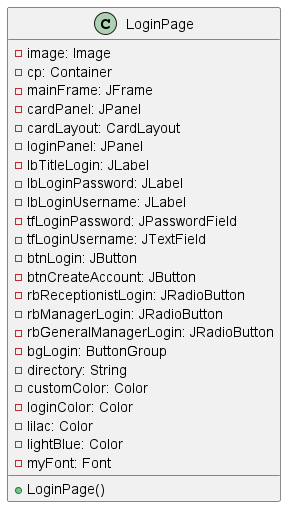 C LoginPage
image: Image
cp: Container
mainFrame: JFrame
cardPanel: JPanel
cardLayout: CardLayout
loginPanel: JPanel
lbTitleLogin: JLabel
lbLoginPassword: JLabel
lbLoginUsername: JLabel
tfLoginPassword: JPasswordField
tfLoginUsername: JTextField
btnLogin: JButton
btnCreateAccount: JButton
rbReceptionistLogin: JRadioButton
rbManagerLogin: JRadioButton
rbGeneralManagerLogin: JRadioButton
bgLogin: ButtonGroup
directory: String
customColor: Color
loginColor: Color
lilac: Color
lightBlue: Color
myFont: Font
LoginPage()